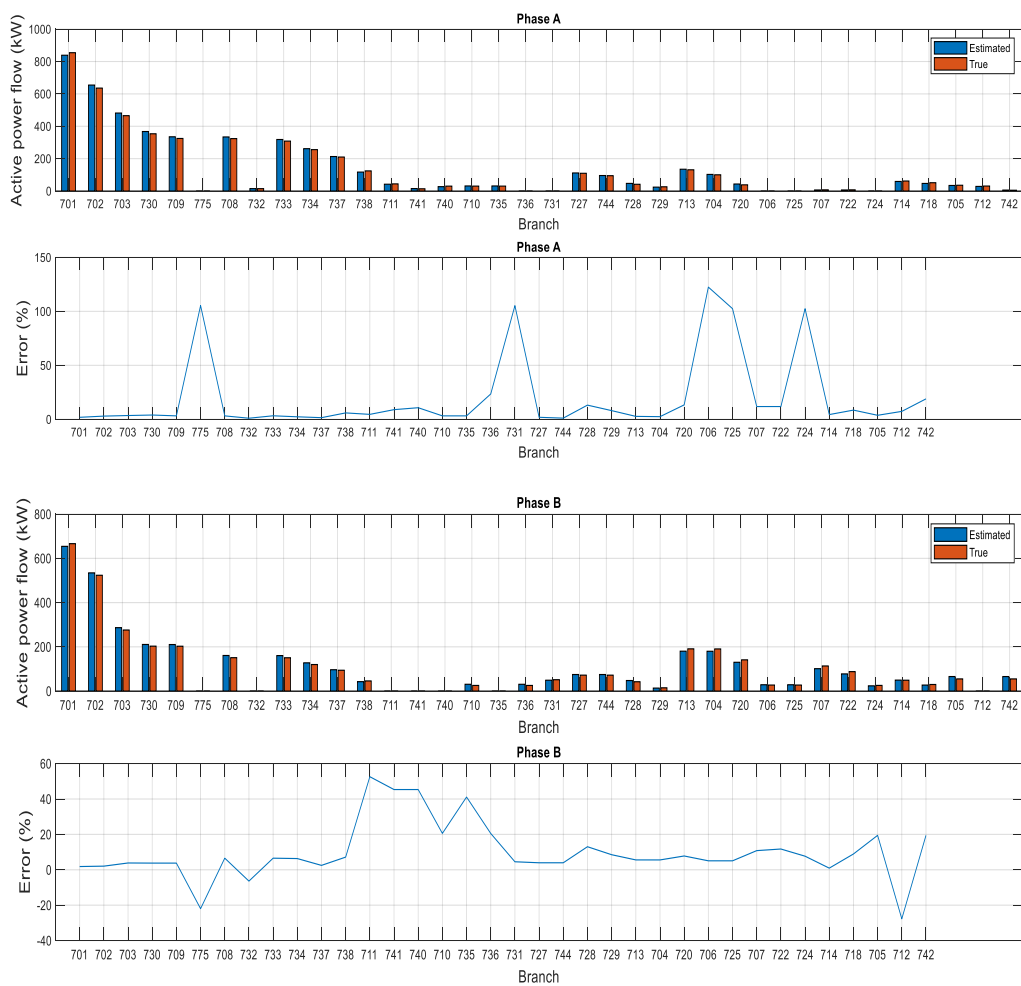 Phase A
Active power flow (kW)
1000
800
600
400
200
0
Estimated
True
701 702 703 730 709 775 708 732 733 734 737 738 711 741 740 710 735 736 731 727 744 728 729 713 704 720 706 725 707 722 724 714 718 705 712 742
Branch
Phase A
Error (%)
150
100
50
0
701 702 703 730 709 775 708 732 733 734 737 738 711 741 740 710 735 736 731 727 744 728 729 713 704 720 706 725 707 722 724 714 718 705 712 742
Branch
Phase B
Active power flow (kW)
800
600
400
200
0
Estimated
True
701 702 703 730 709 775 708 732 733 734 737 738 711 741 740 710 735 736 731 727 744 728 729 713 704 720 706 725 707 722 724 714 718 705 712 742
Branch
Phase B
Error (%)
60
40
20
0
-20
-40
701 702 703 730 709 775 708 732 733 734 737 738 711 741 740 710 735 736 731 727 744 728 729 713 704 720 706 725 707 722 724 714 718 705 712 742
Branch